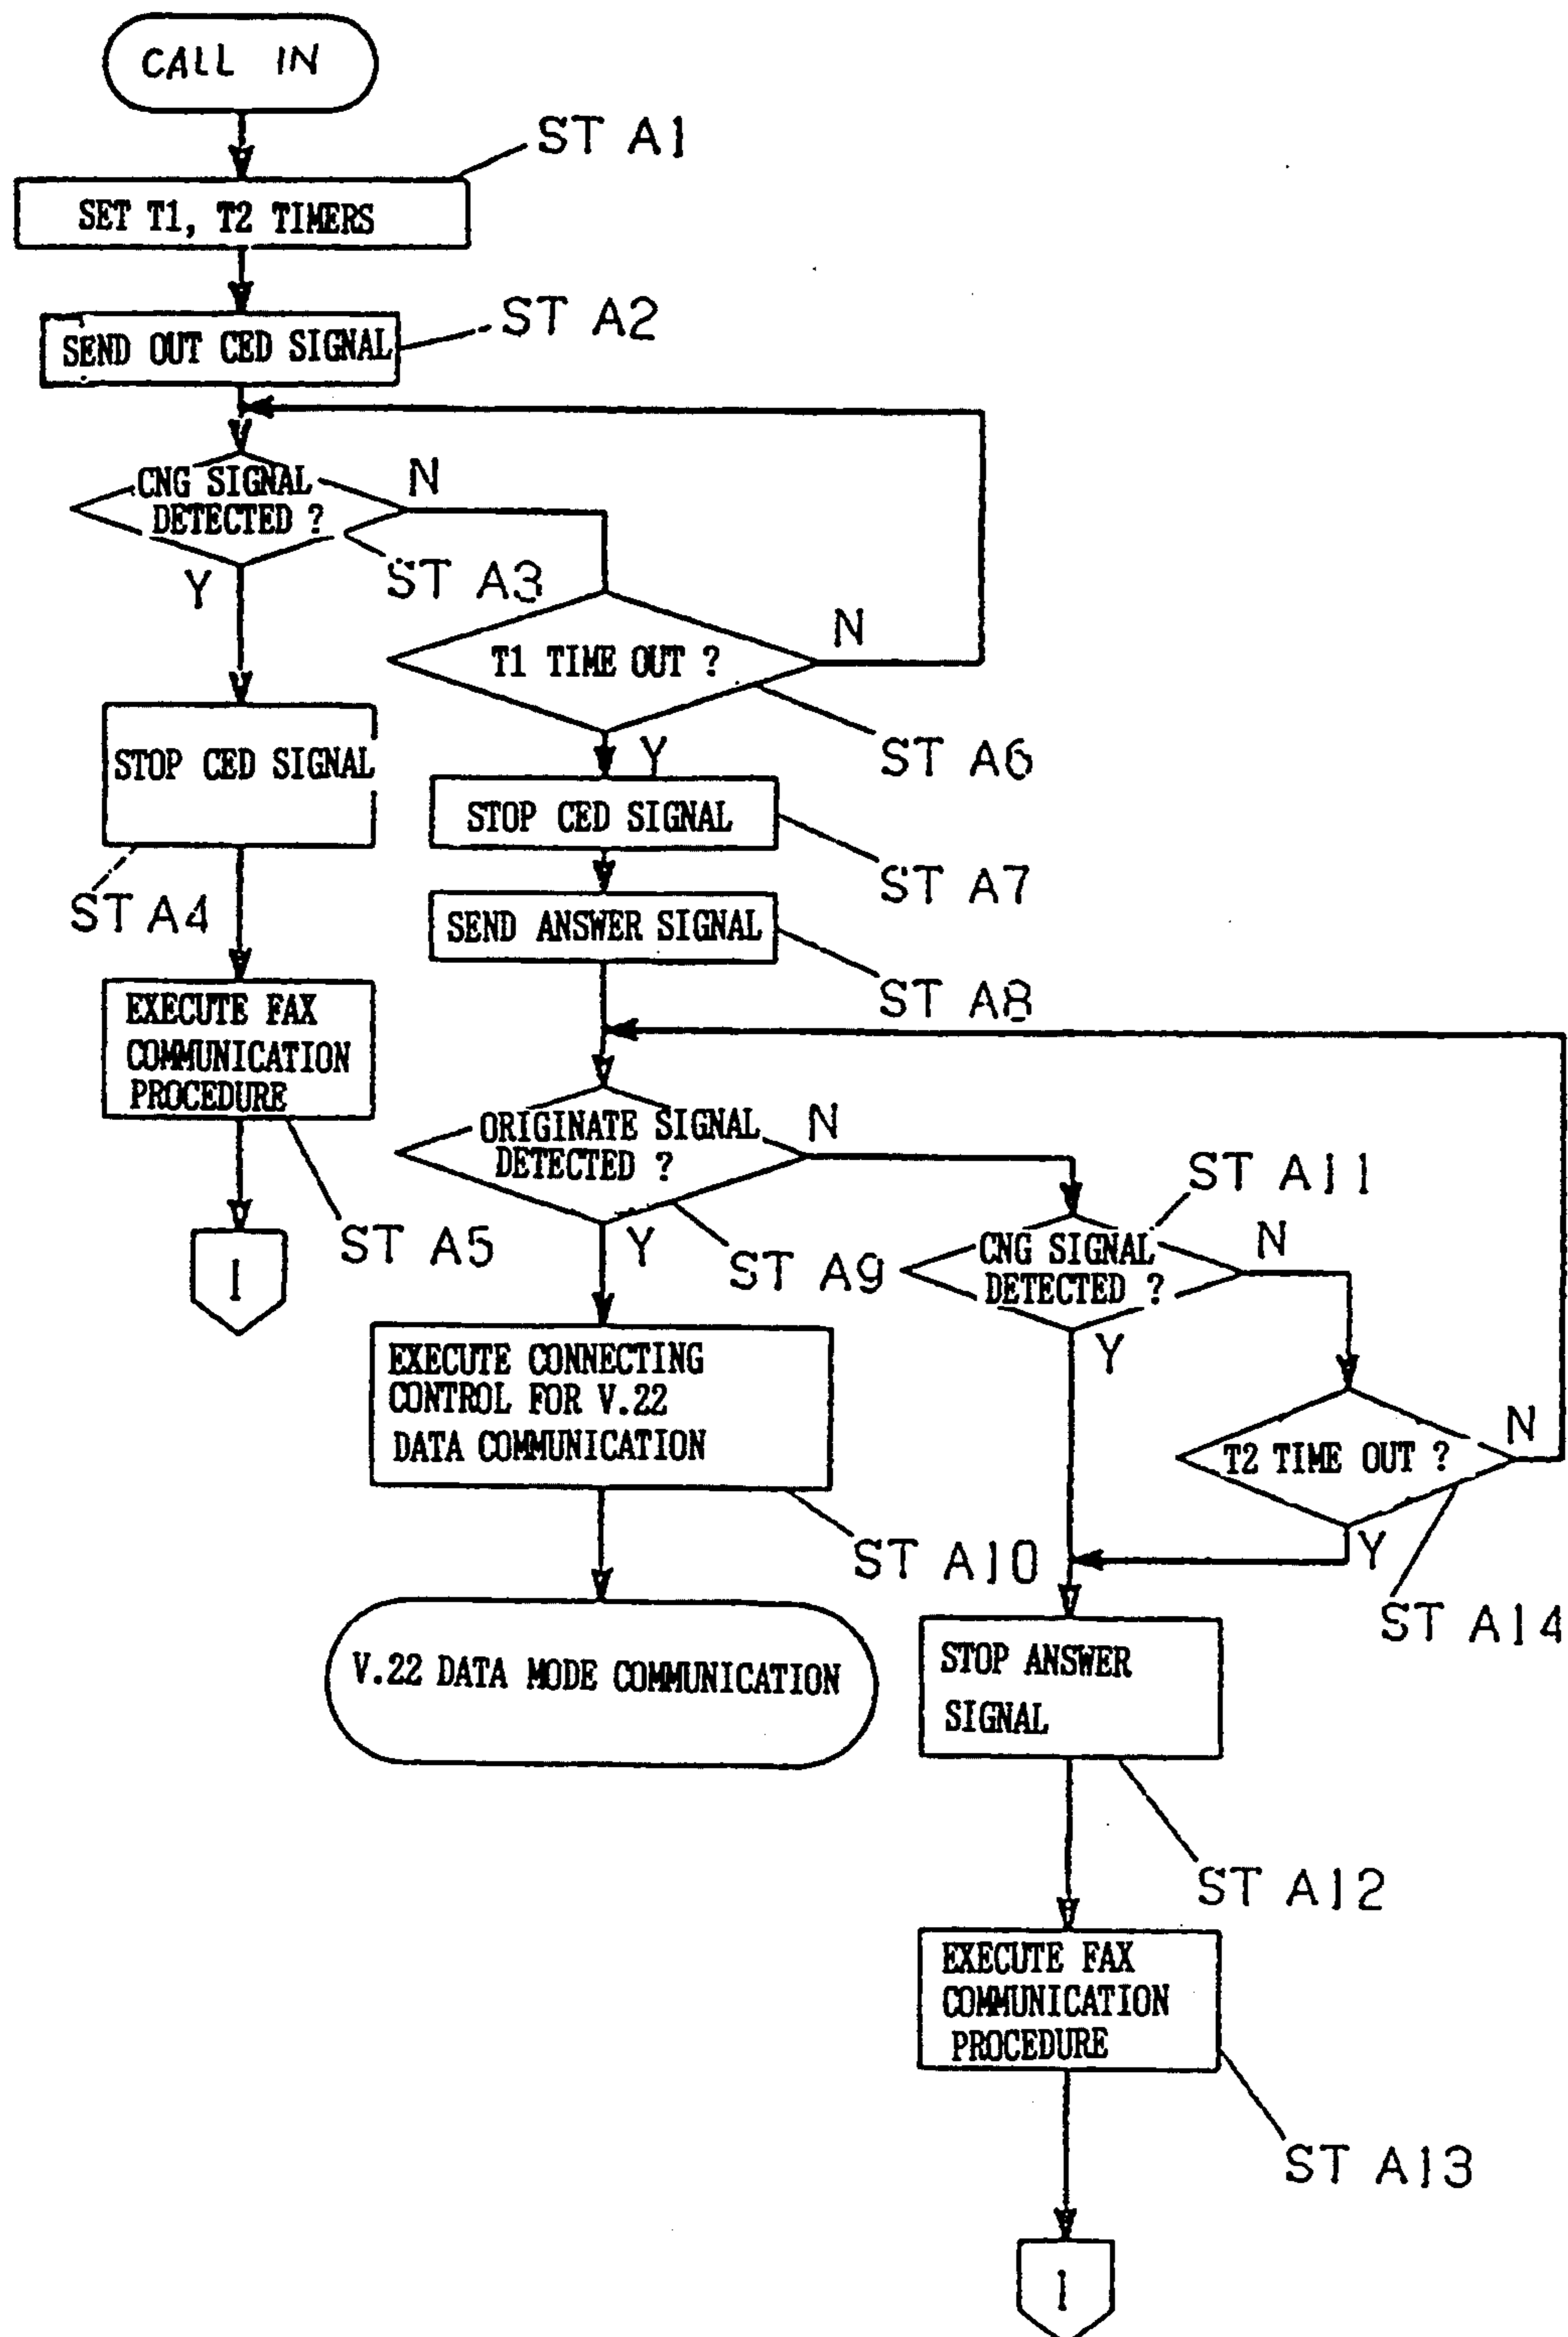 CALL IN
ST A1
SET T1, T2 TIMERS
ST A2
SEND OUT CED SIGNAL
CNG SIGNAL
DETECTED ?
N
Y
ST A3
T1 TIME OUT ?
N
Y
ST A6
STOP CED SIGNAL
ST A4
STOP CED SIGNAL
ST A7
SEND ANSWER SIGNAL
ST A8
EXECUTE FAX
COMMUNICATION
PROCEDURE
ST A5
1
ORIGINATE SIGNAL
DETECTED ?
N
Y
ST A9
ST A11
CNG SIGNAL
DETECTED ?
N
Y
EXECUTE CONNECTING
CONTROL FOR V.22
DATA COMMUNICATION
ST A10
T2 TIME OUT ?
N
Y
ST A14
V.22 DATA MODE COMMUNICATION
STOP ANSWER
SIGNAL
ST A12
EXECUTE FAX
COMMUNICATION
PROCEDURE
ST A13
1